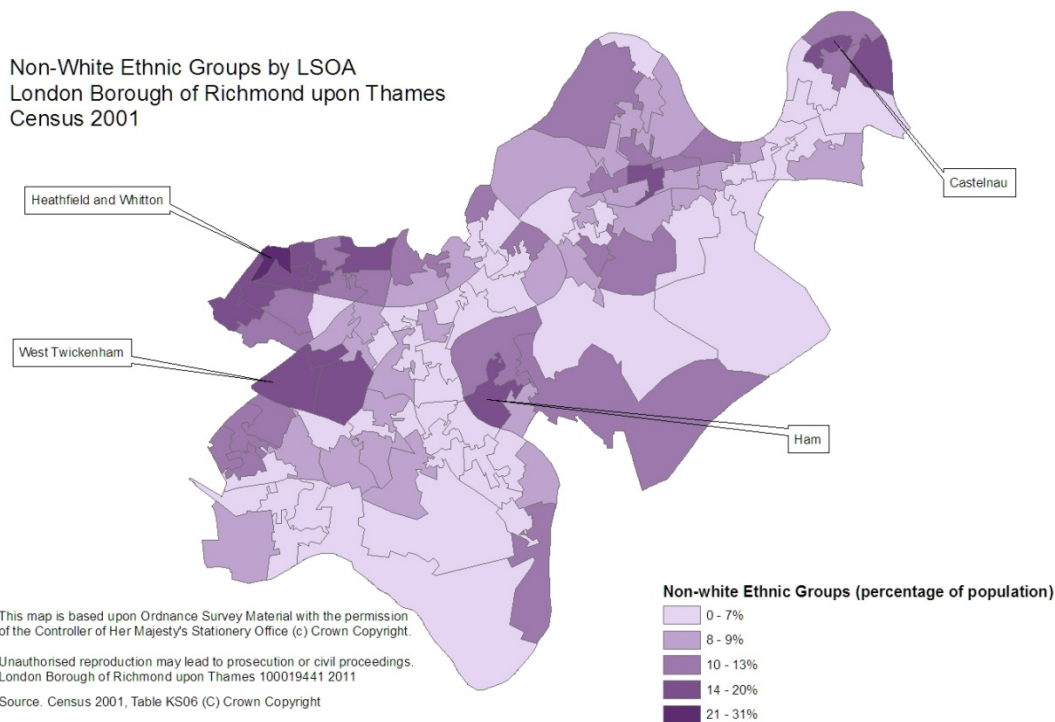 Non-White Ethnic Groups by LSOA
London Borough of Richmond upon Thames
Census 2001
Castelnau
Heathfield and Whitton
West Twickenham
Ham
This map is based upon Ordnance Survey Material with the permission
of the Controller of Her Majesty's Stationery Office (c) Crown Copyright.
Unauthorised reproduction may lead to prosecution or civil proceedings.
London Borough of Richmond upon Thames 100019441 2011
Source. Census 2001, Table KS06 (C) Crown Copyright
Non-white Ethnic Groups (percentage of population)
0 - 7%
8 - 9%
10 - 13%
14 - 20%
21 - 31%